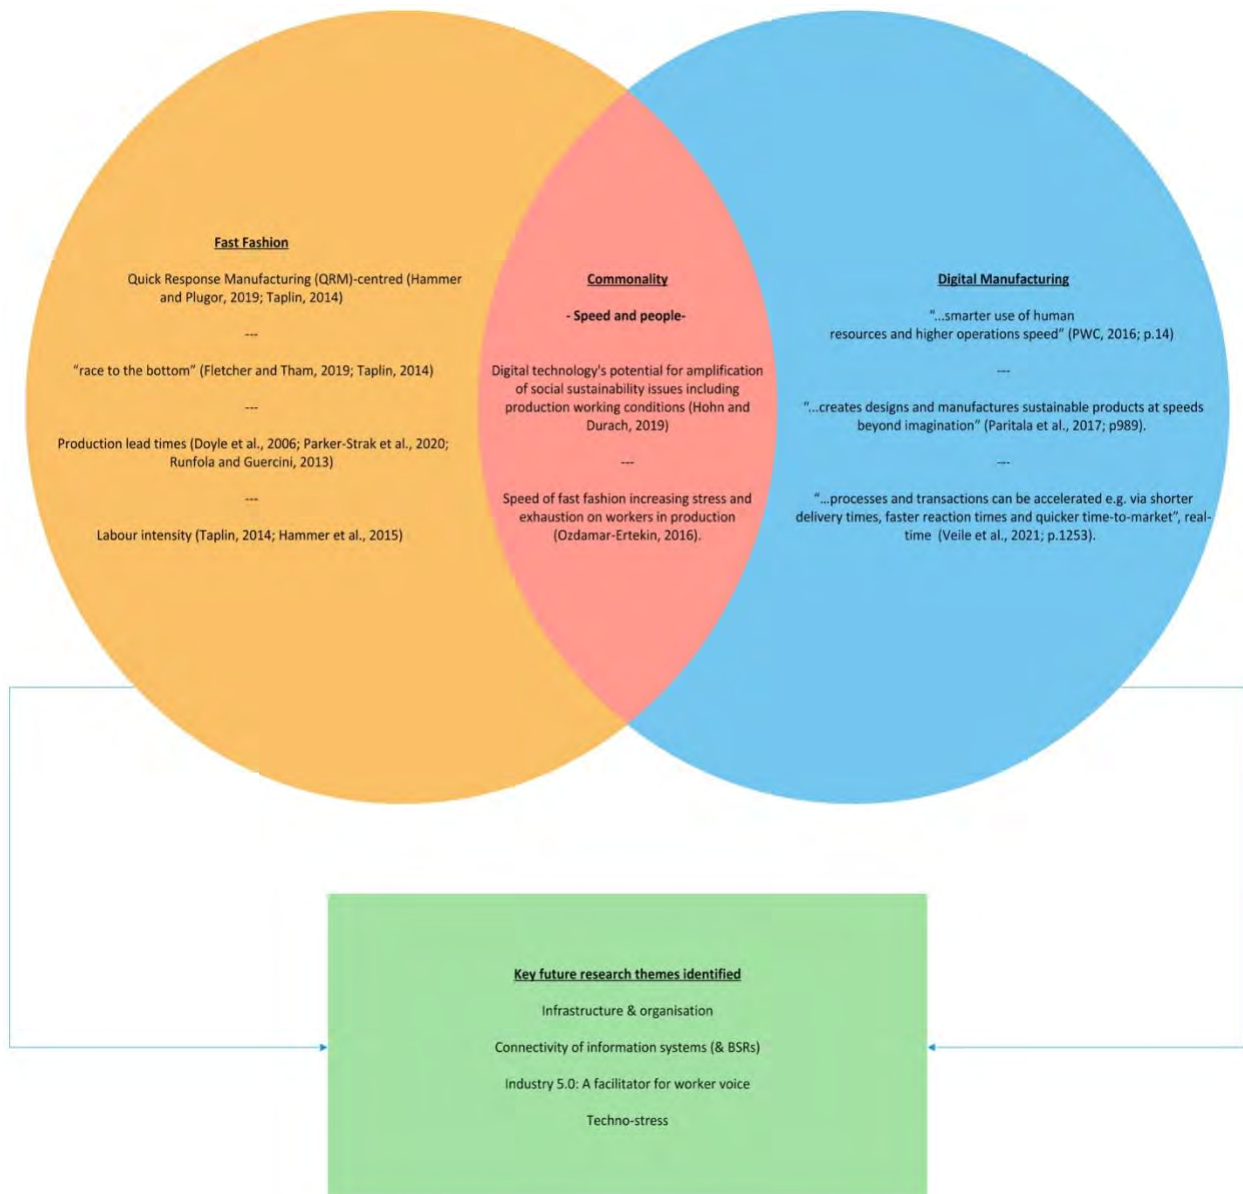 Fast Fashion
Quick Response Manufacturing (QRM)-centred (Hammer
and Plugor, 2019; Taplin, 2014)
---
"race to the bottom" (Fletcher and Tham, 2019; Taplin, 2014)
---
Production lead times (Doyle et al., 2006; Parker-Strak et al., 2020;
Runfola and Guercini, 2013)
---
Labour intensity (Taplin, 2014; Hammer et al., 2015)
Commonality
- Speed and people-
Digital technology's potential for amplification
of social sustainability issues including
production working conditions (Hohn and
Durach, 2019)
---
Speed of fast fashion increasing stress and
exhaustion on workers in production
(Ozdamar-Ertekin, 2016).
Digital Manufacturing
"...smarter use of human
resources and higher operations speed" (PWC, 2016; p.14)
---
"...creates designs and manufactures sustainable products at speeds
beyond imagination" (Paritala et al., 2017; p989).
---
"...processes and transactions can be accelerated e.g. via shorter
delivery times, faster reaction times and quicker time-to-market", real-
time (Veile et al., 2021; p.1253).
Key future research themes identified
Infrastructure & organisation
Connectivity of information systems (& BSRs)
Industry 5.0: A facilitator for worker voice
Techno-stress